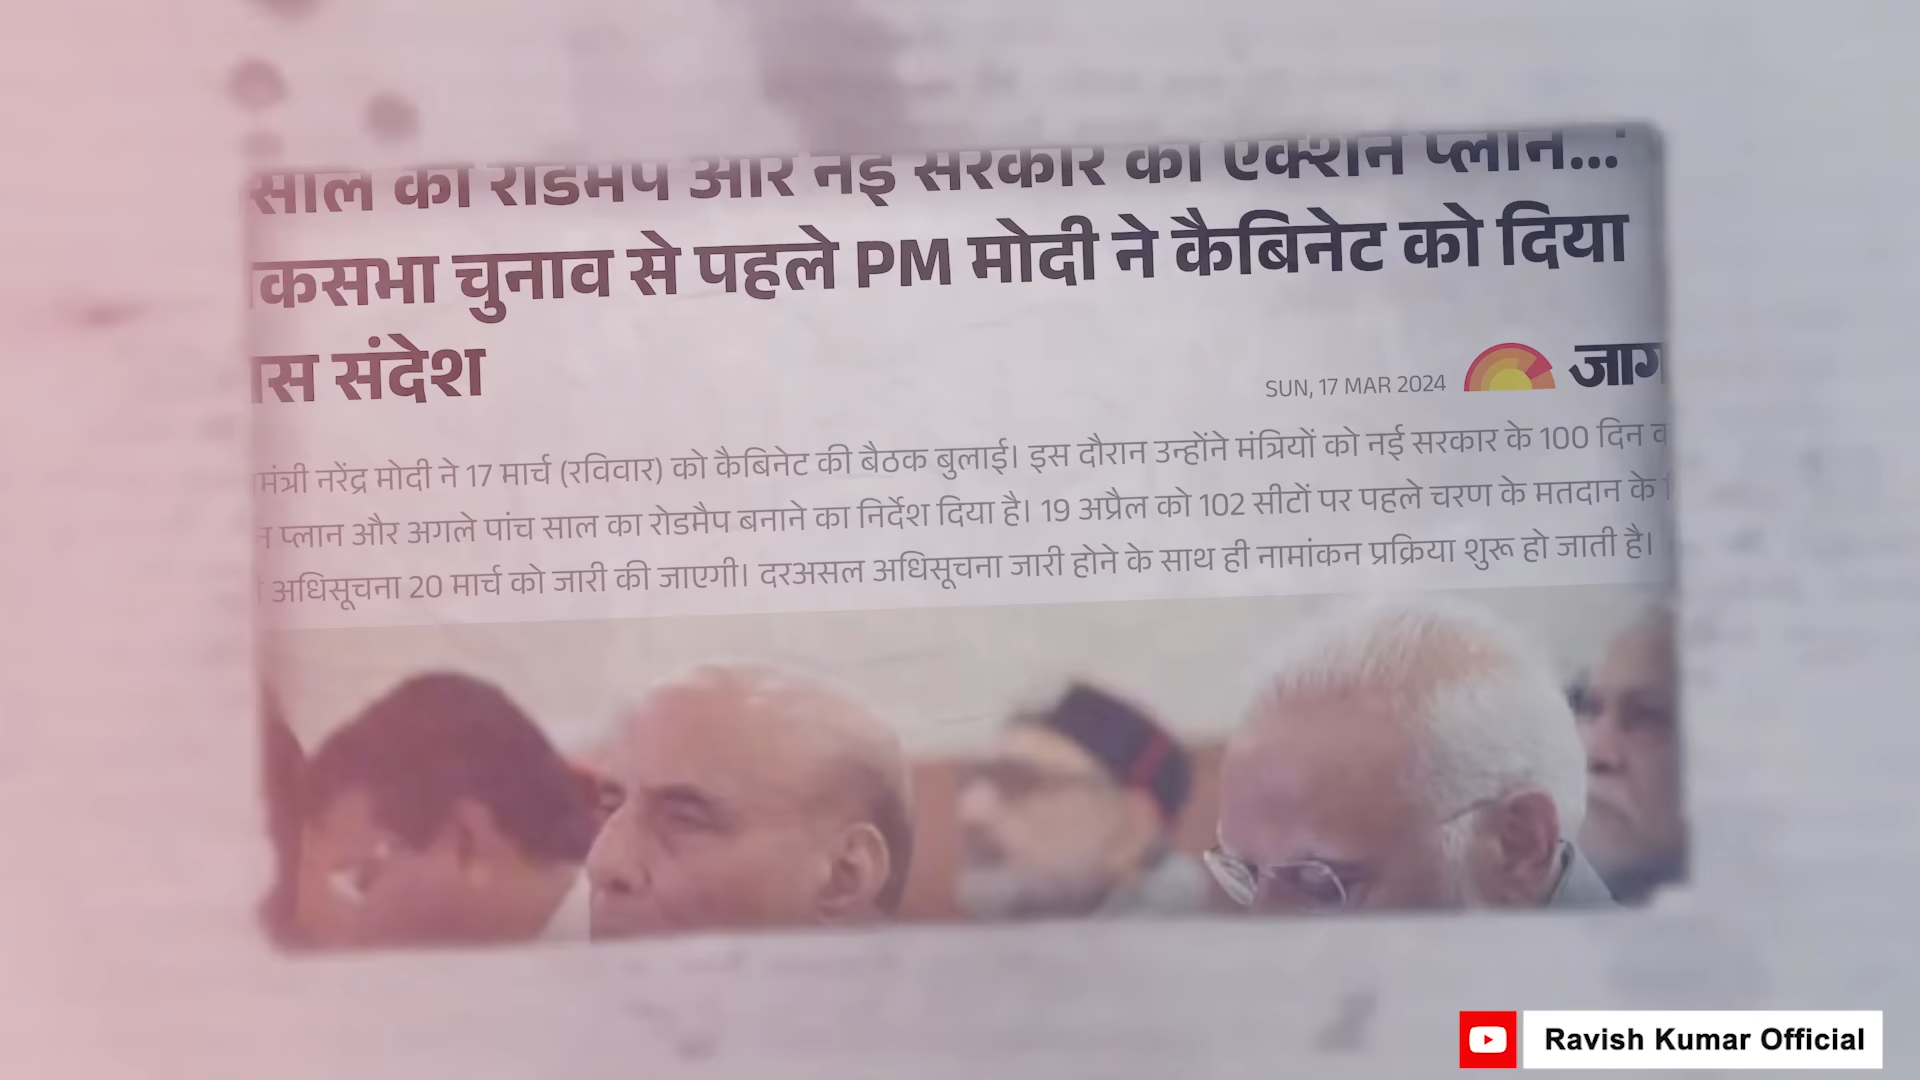 साल का रोडमैप और नई सरकार का एक्शन प्लान...
कसभा चुनाव से पहले PM मोदी ने कैबिनेट को दिया
ास संदेश
SUN, 17 MAR 2024
जाग
मंत्री नरेंद्र मोदी ने 17 मार्च (रविवार) को कैबिनेट की बैठक बुलाई। इस दौरान उन्होंने मंत्रियों को नई सरकार के 100 दिन
प्लान और अगले पांच साल का रोडमैप बनाने का निर्देश दिया है। 19 अप्रैल को 102 सीटों पर पहले चरण के मतदान के
अधिसूचना 20 मार्च को जारी की जाएगी। दरअसल अधिसूचना जारी होने के साथ ही नामांकन प्रक्रिया शुरू हो जाती है।
Ravish Kumar Official